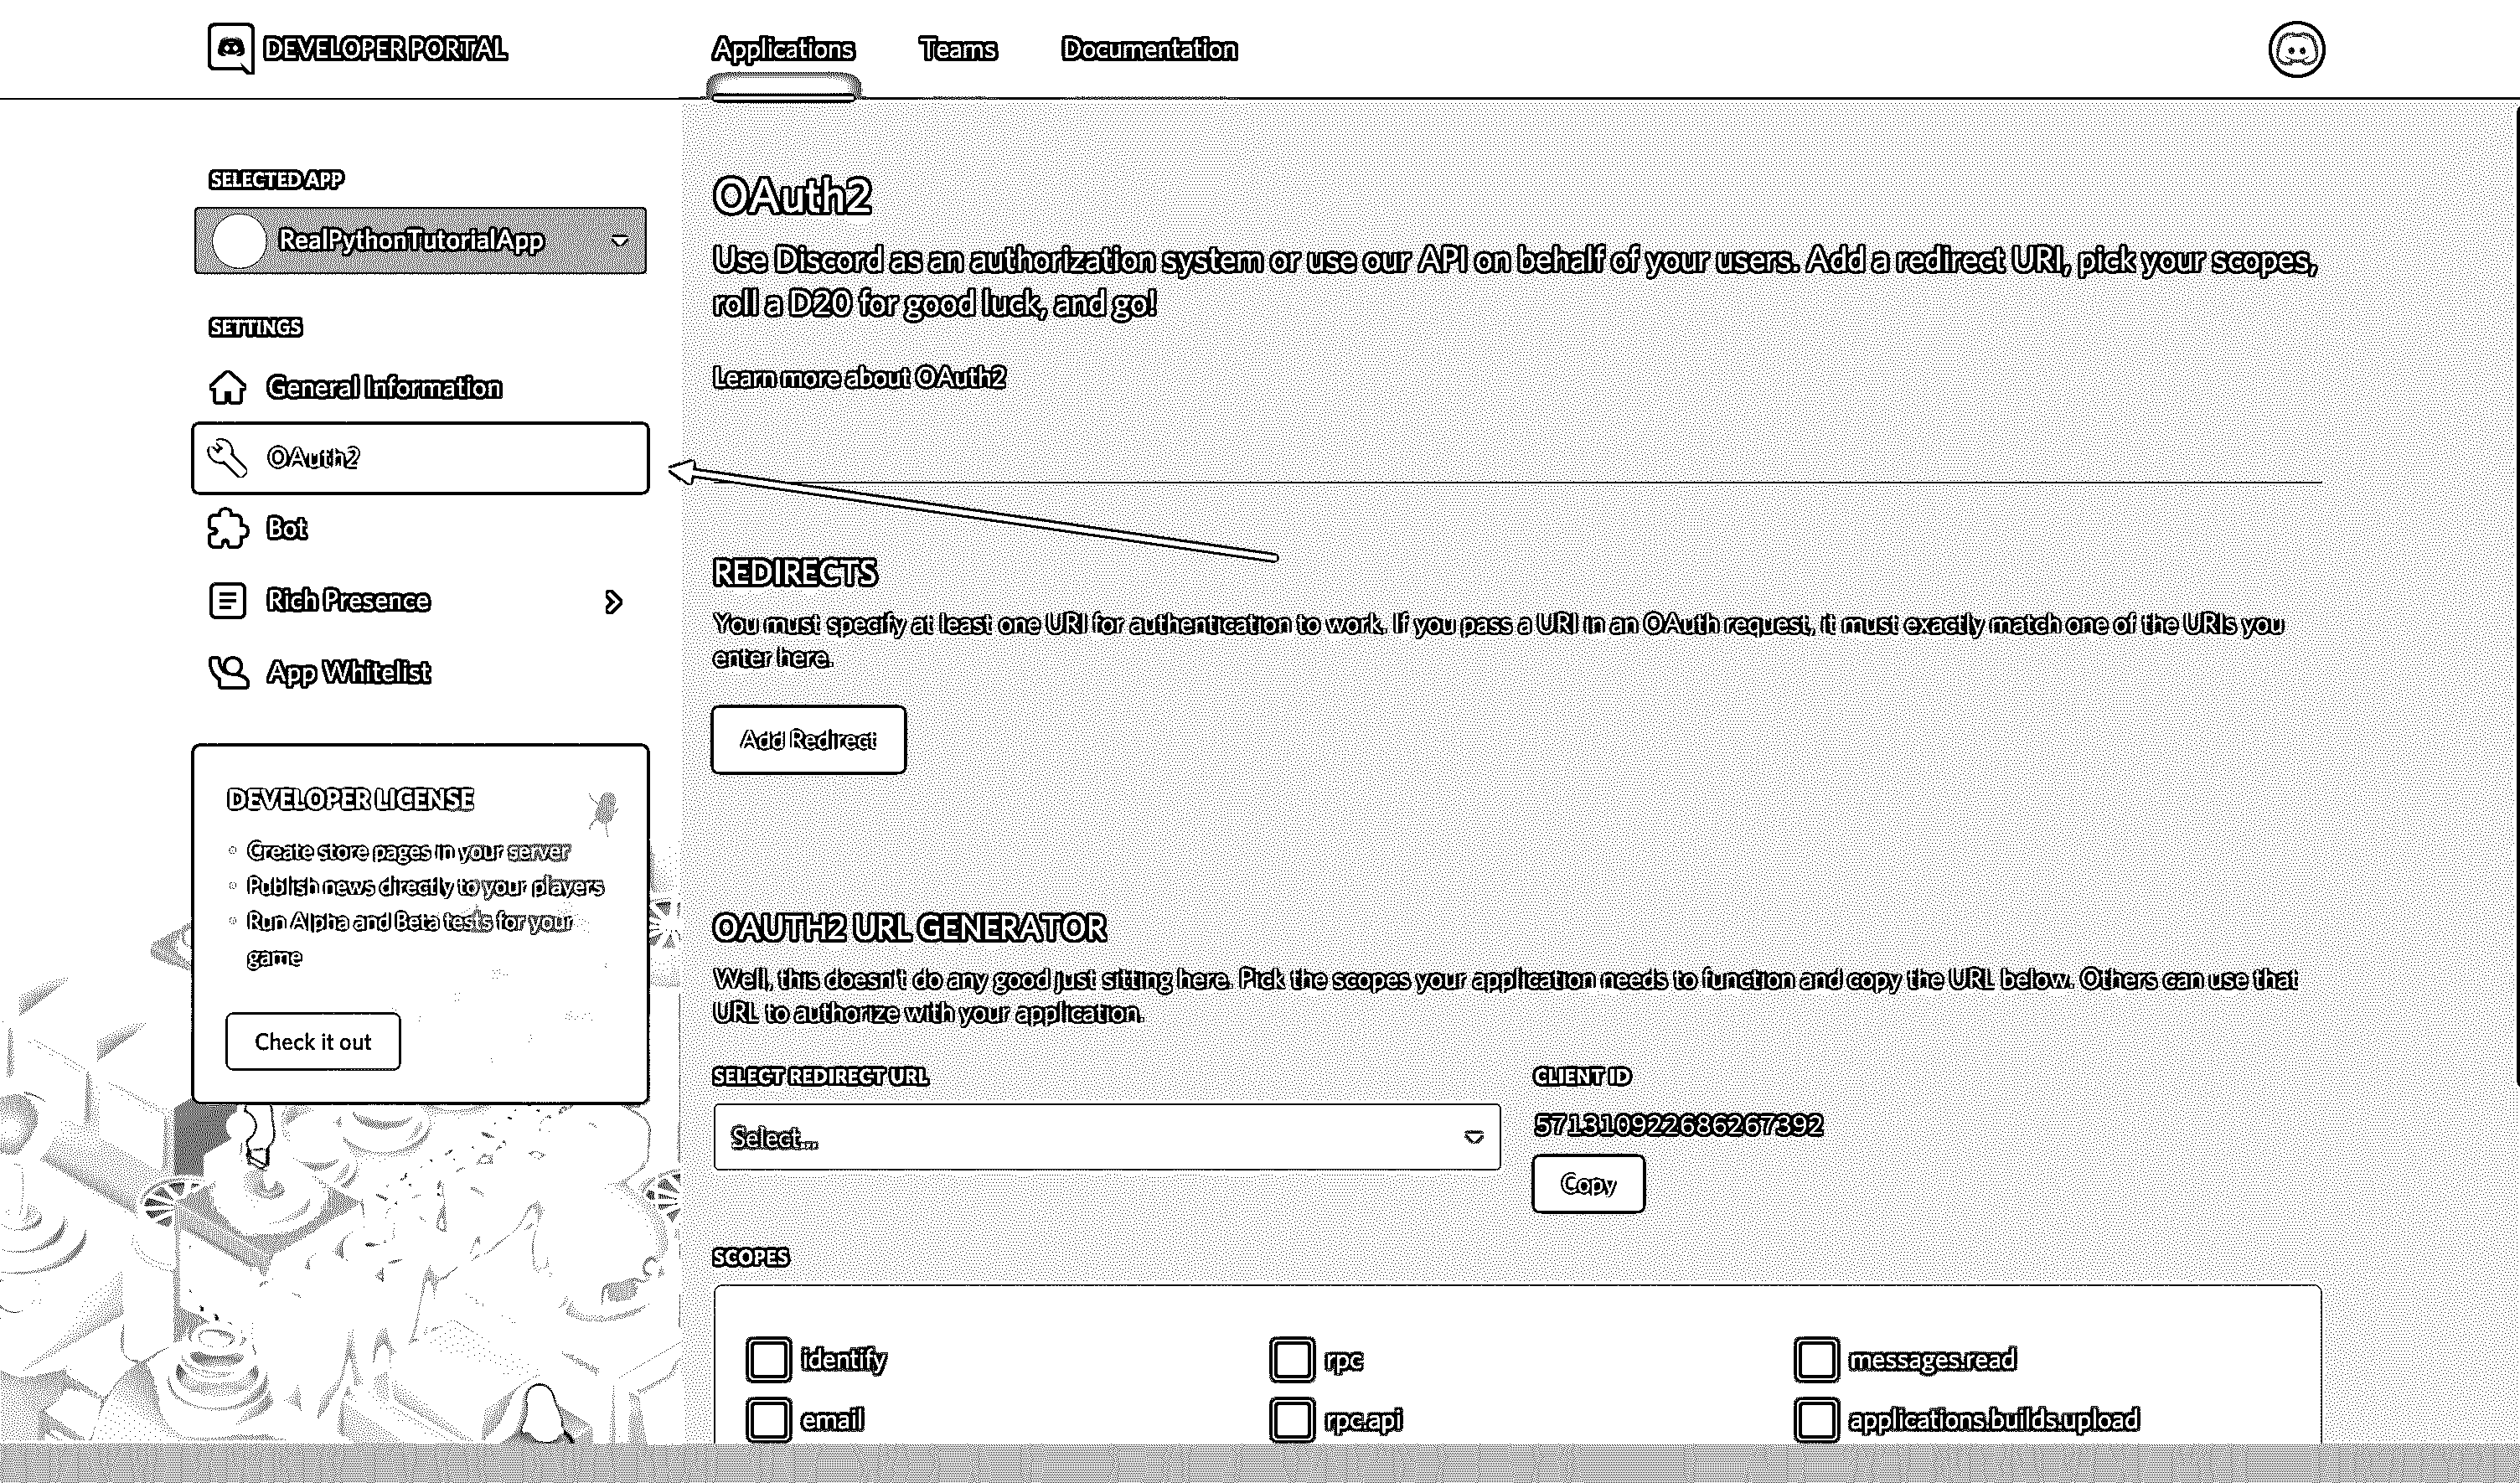 DEVELOPER PORTAL
Applications
Teams
Documentation
SELECTED APP
RealPythonTutorialApp
SETTINGS
General Information
OAuth2
Bot
Rich Presence
App Whitelist
DEVELOPER LICENSE
Create store pages in your server
Publish news directly to your players
Run Alpha and Beta tests for your
game
Check it out
OAuth2
Use Discord as an authorization system or use our API on behalf of your users. Add a redirect URI, pick your scopes,
roll a D20 for good luck, and go!
Learn more about OAuth2
REDIRECTS
You must specify at least one URI for authentication to work. If you pass a URI in an OAuth request, it must exactly match one of the URIs you
enter here.
Add Redirect
OAUTH2 URL GENERATOR
Well, this doesn't do any good just sitting here. Pick the scopes your application needs to function and copy the URL below. Others can use that
URL to authorize with your application.
SELECT REDIRECT URL
Select...
CLIENT ID
571310922686267392
Copy
SCOPES
identify
rpc
messages.read
email
rpc.api
applications.builds.upload